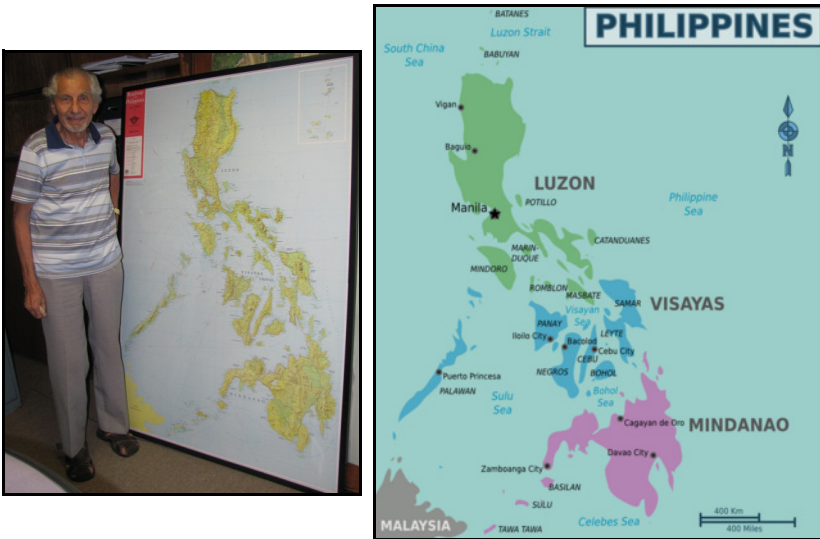 BATANES
PHILIPPINES
Luzon Strait
South China
Sea
BABUYAN
Vigan
Baguio
N
LUZON
Manila
POTILLO
Philippine
Sea
CATANDUANES
MARIN-
DUQUE
MINDORO
ROMBLON
MASBATE
SAMAR
VISAYAS
Visayan
Sea
PANAY
LEYTE
Iloilo City
Bacolod
Cebu City
CEBU
NEGROS
BOHOL
Puerto Princesa
PALAWAN
Sulu
Sea
Bohol
Sea
Cagayan de Oro
MINDANAO
Davao City
Zamboanga City
BASILAN
SULU
400 Km
400 Miles
MALAYSIA
TAWA TAWA
Celebes Sea